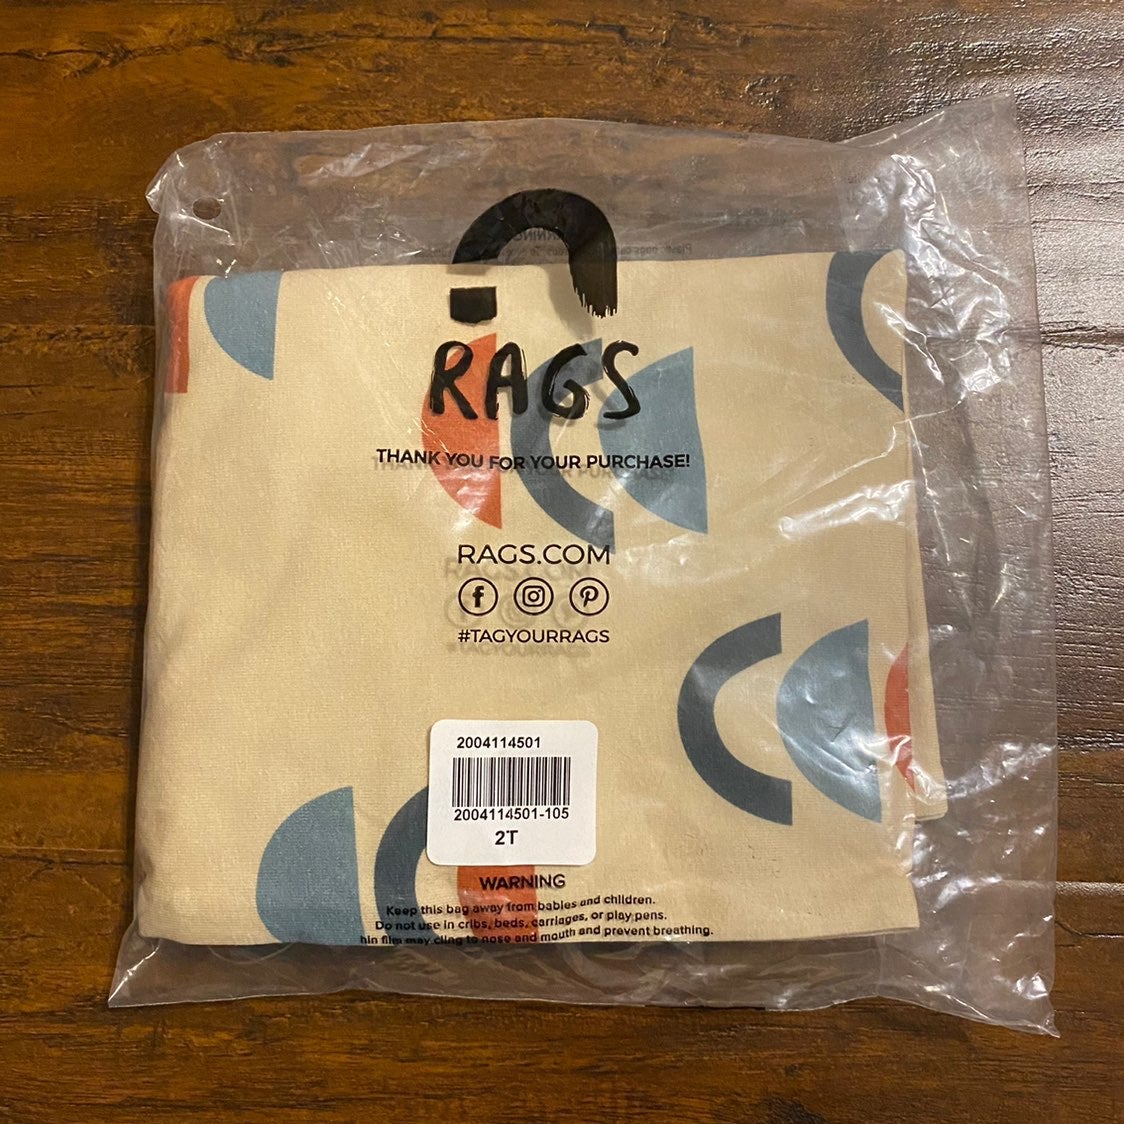 RAGS
THANK YOU FOR YOUR PURCHASE!
RAGS.COM
#TAGYOURRAGS
2004114501
2004114501-105
2T
WARNING
Keep this bag away from babies and children.
Do not use in cribs, beds, carriages, or play pens.
hin film may cling to nose and mouth and prevent breathing.